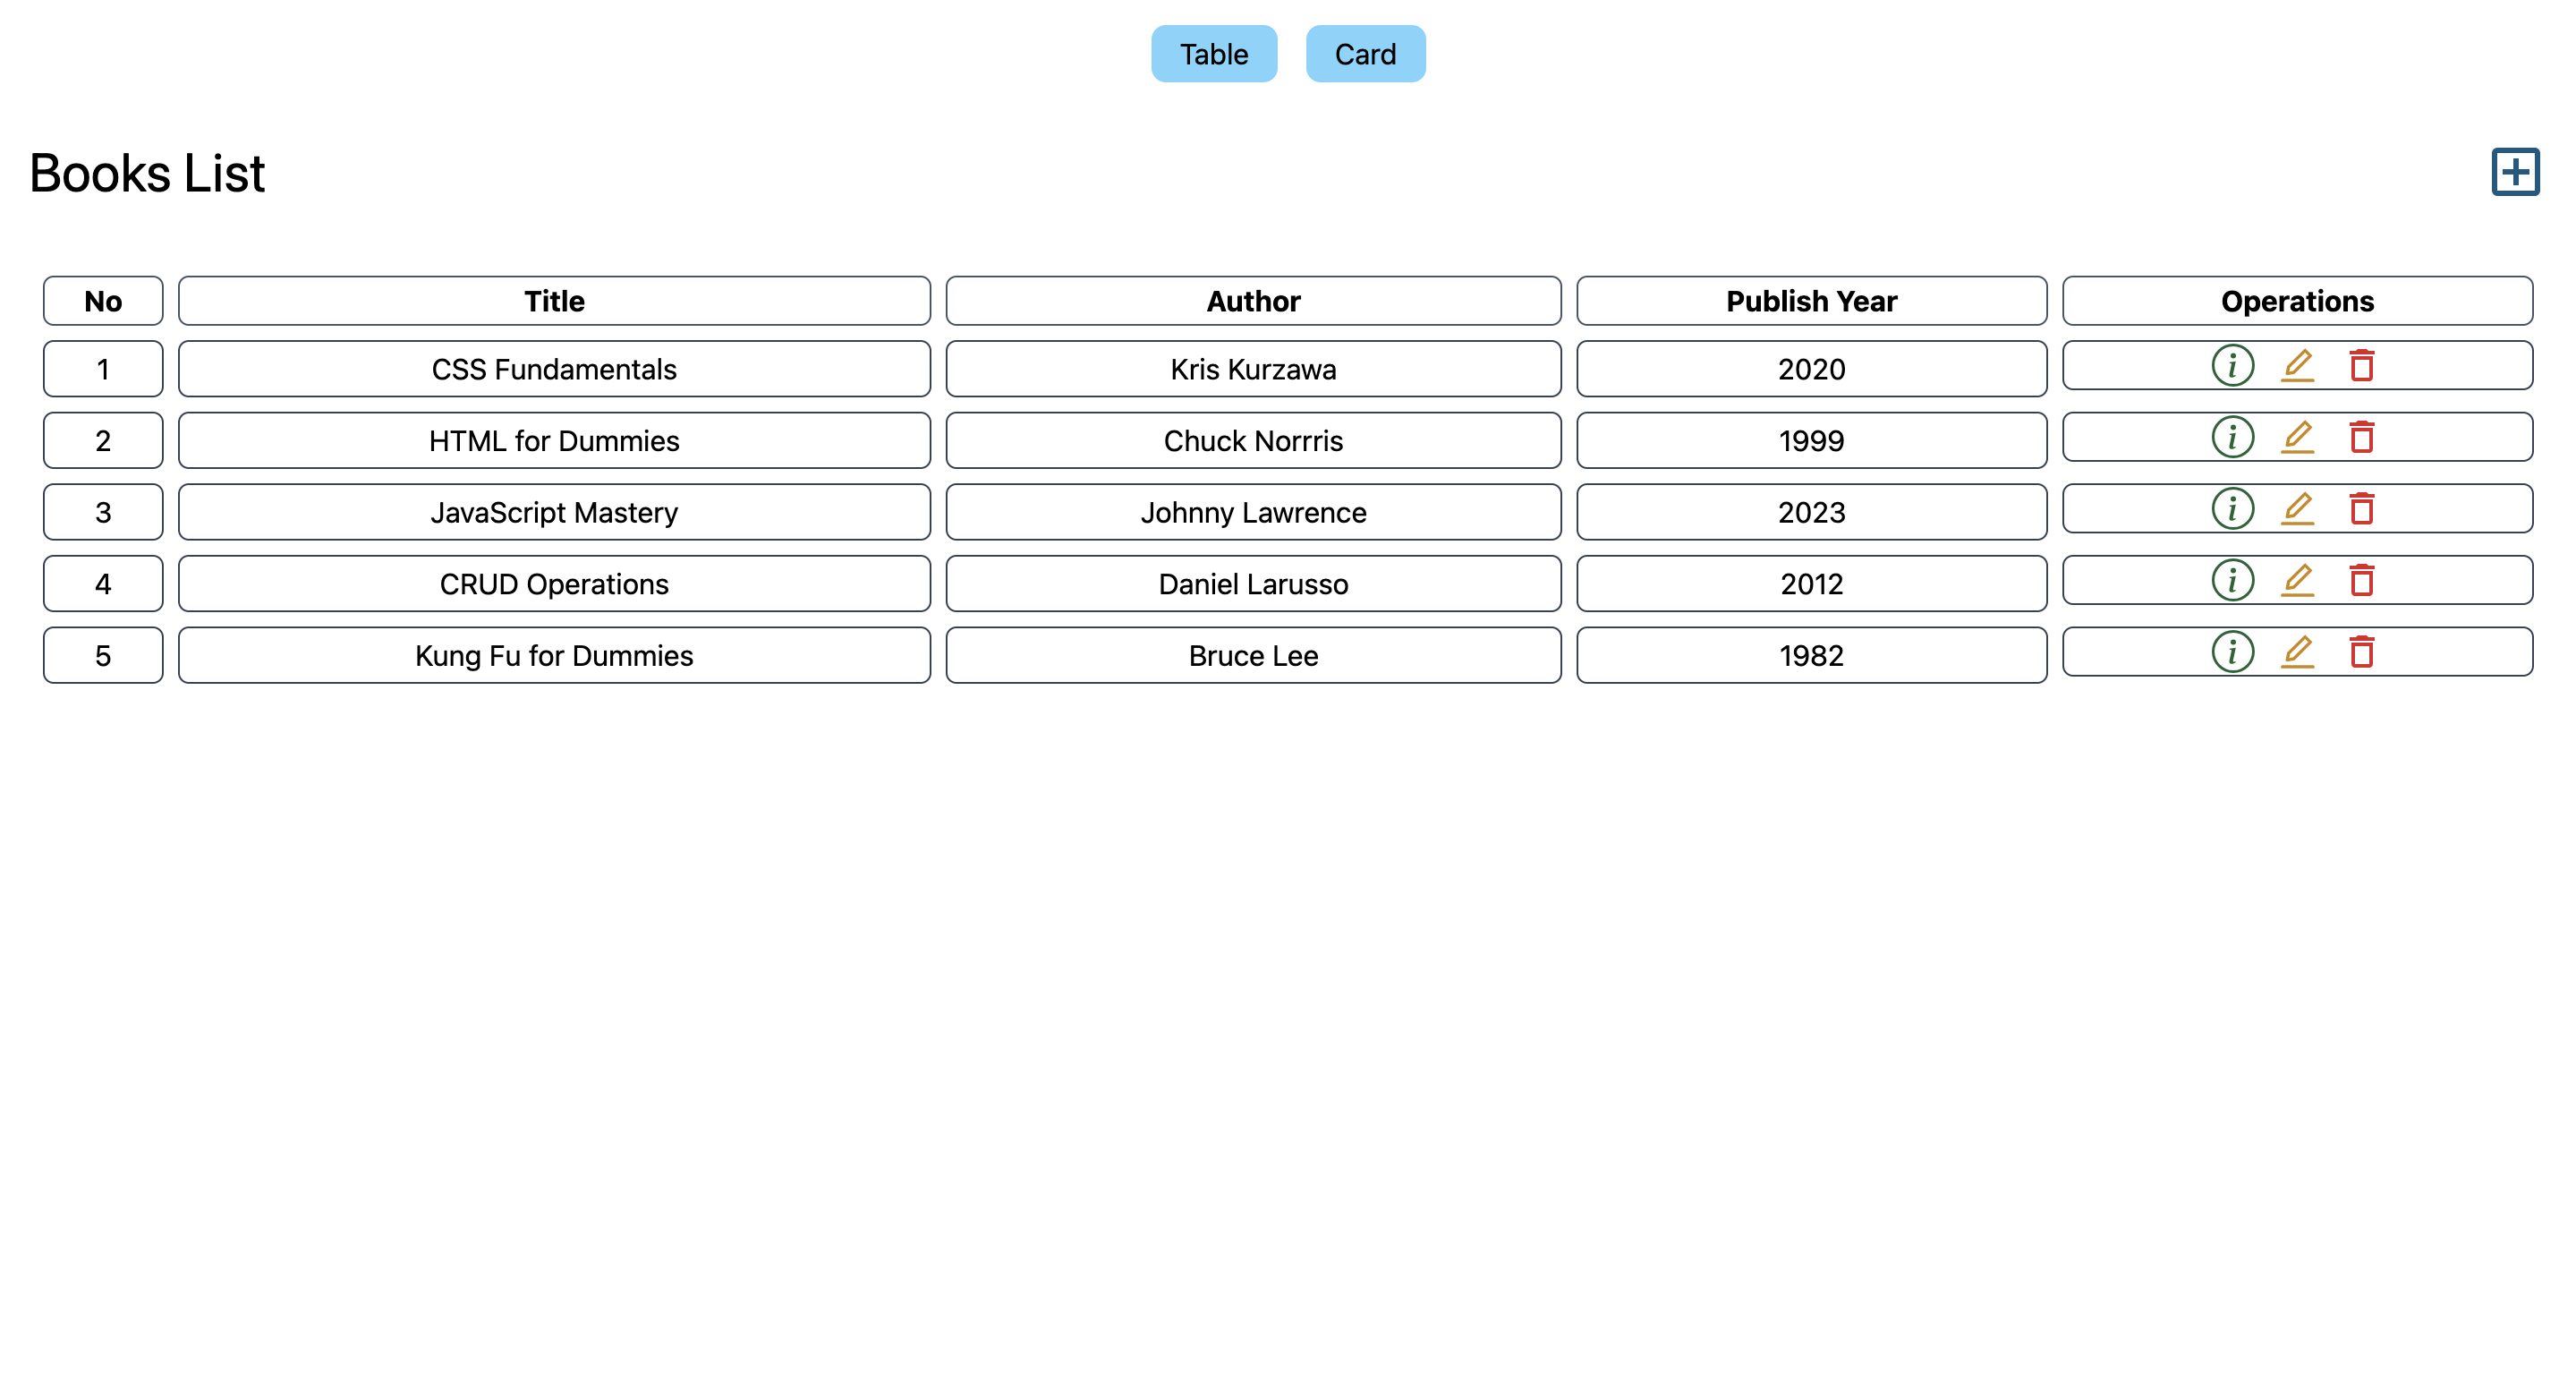 Table Card
Books List
No Title Author Publish Year Operations
1 CSS Fundamentals Kris Kurzawa 2020
2 HTML for Dummies Chuck Norrris 1999
3 JavaScript Mastery Johnny Lawrence 2023
4 CRUD Operations Daniel Larusso 2012
5 Kung Fu for Dummies Bruce Lee 1982